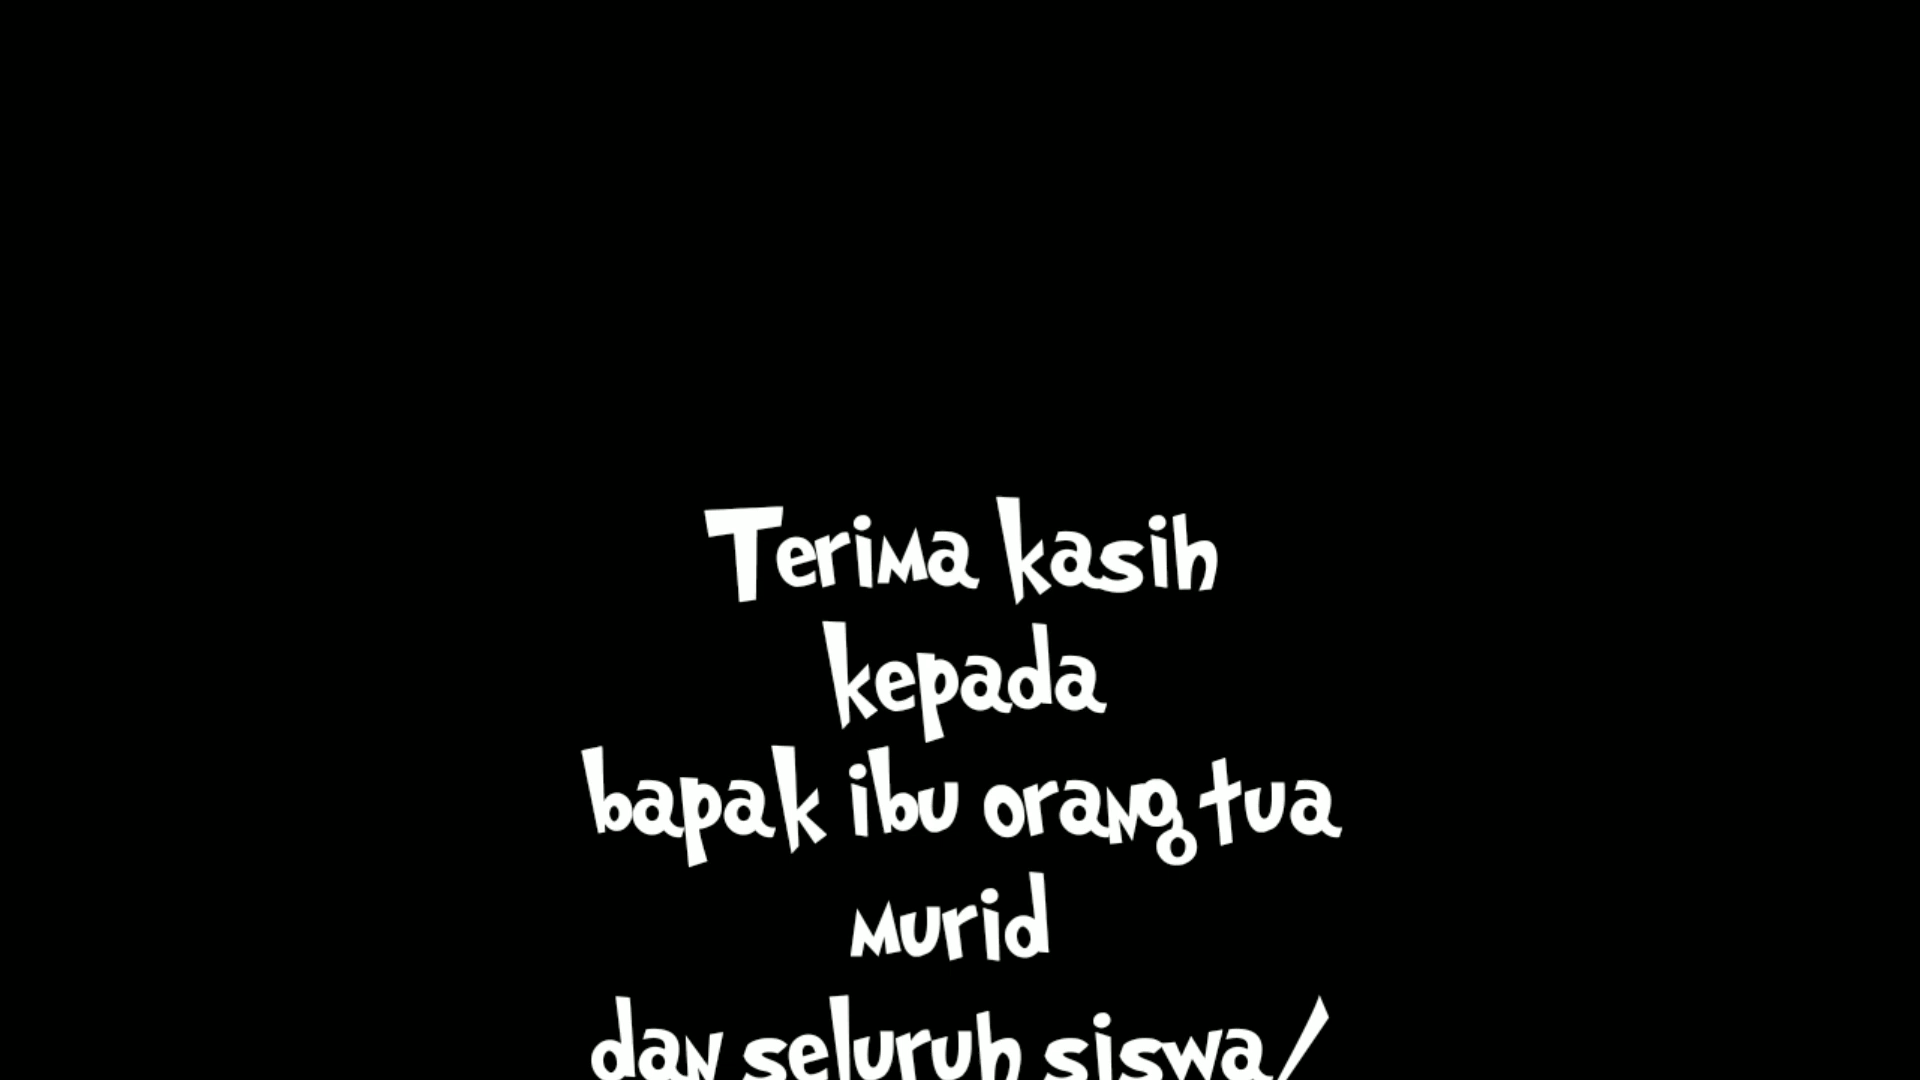 Terima kasih
kepada
bapak ibu orang tua
murid
dan seluruh siswa/